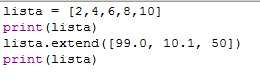 lista = [2,4,6,8,10]
print(lista)
lista.extend([99.0, 10.1, 50])
print(lista)